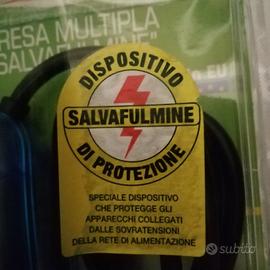 RESA MULTIPLA
SALVAFULMINE"
DISPOSITIVO
SALVAFULMINE
DI PROTEZIONE
SPECIALE DISPOSITIVO
CHE PROTEGGE GLI
APPARECCHI COLLEGATI
DALLE SOVRATENSIONI
DELLA RETE DI ALIMENTAZIONE
subito